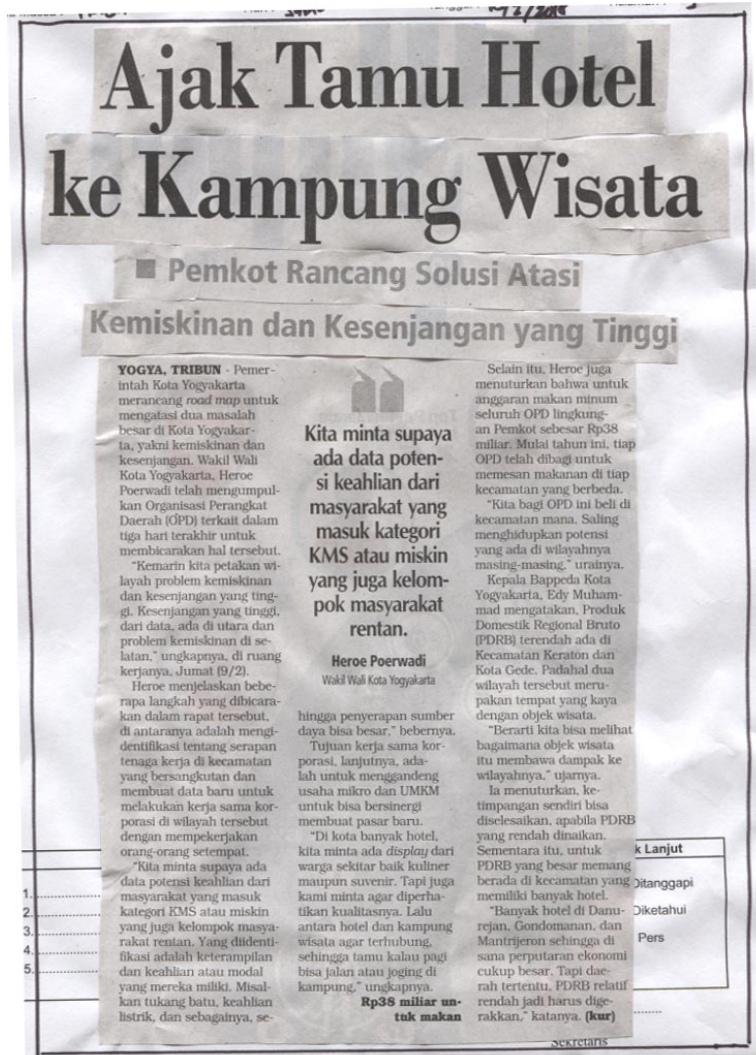 Ajak Tamu Hotel
ke Kampung Wisata
■ Pemkot Rancang Solusi Atasi
Kemiskinan dan Kesenjangan yang Tinggi
YOGYA, TRIBUN - Pemer-
intah Kota Yogyakarta
merancang road map untuk
mengatasi dua masalah
besar di Kota Yogyakar-
ta, yakni kemiskinan dan
kesenjangan. Wakil Wali
Kota Yogyakarta, Heroe
Poerwadi telah mengumpul-
kan Organisasi Perangkat
Daerah (OPD) terkait dalam
tiga hari terakhir untuk
membicarakan hal tersebut.
"Kemarin kita petakan wi-
layah problem kemiskinan
dan kesenjangan yang ting-
gi. Kesenjangan yang tinggi,
dari data, ada di utara dan
problem kemiskinan di se-
latan," ungkapnya, di ruang
kerjanya, Jumat (9/2).
Heroe menjelaskan bebe-
rapa langkah yang dibicara-
kan dalam rapat tersebut,
di antaranya adalah mengi-
dentifikasi tentang serapan
tenaga kerja di kecamatan
yang bersangkutan dan
membuat data baru untuk
melakukan kerja sama kor-
porasi di wilayah tersebut
dengan mempekerjakan
orang-orang setempat.
"Kita minta supaya ada
data potensi keahlian dari
masyarakat yang masuk
kategori KMS atau miskin
yang juga kelompok masya-
rakat rentan. Yang diidenti-
fikasi adalah keterampilan
dan keahlian atau modal
yang mereka miliki. Misal-
kan tukang batu, keahlian
listrik, dan sebagainya, se-
Kita minta supaya
ada data poten-
si keahlian dari
masyarakat yang
masuk kategori
KMS atau miskin
yang juga kelom-
pok masyarakat
rentan.
Heroe Poerwadi
Wakil Wali Kota Yogyakarta
hingga penyerapan sumber
daya bisa besar," bebernya.
Tujuan kerja sama kor-
porasi, lanjutnya, ada-
lah untuk menggandeng
usaha mikro dan UMKM
untuk bisa bersinergi
membuat pasar baru.
"Di kota banyak hotel,
kita minta ada display dari
warga sekitar baik kuliner
maupun suvenir. Tapi juga
kami minta agar diperha-
tikan kualitasnya. Lalu
antara hotel dan kampung
wisata agar terhubung,
sehingga tamu kalau pagi
bisa jalan atau joging di
kampung," ungkapnya.
Rp38 miliar un-
tuk makan
Selain itu, Heroe juga
menuturkan bahwa untuk
anggaran makan minum
seluruh OPD lingkung-
an Pemkot sebesar Rp38
miliar. Mulai tahun ini, tiap
OPD telah dibagi untuk
memesan makanan di tiap
kecamatan yang berbeda.
"Kita bagi OPD ini beli di
kecamatan mana. Saling
menghidupkan potensi
yang ada di wilayahnya
masing-masing," urainya.
Kepala Bappeda Kota
Yogyakarta, Edy Muham-
mad mengatakan, Produk
Domestik Regional Bruto
(PDRB) terendah ada di
Kecamatan Keraton dan
Kota Gede. Padahal dua
wilayah tersebut meru-
pakan tempat yang kaya
dengan objek wisata.
"Berarti kita bisa melihat
bagaimana objek wisata
itu membawa dampak ke
wilayahnya," ujarnya.
Ia menuturkan, ke-
timpangan sendiri bisa
diselesaikan, apabila PDRB
yang rendah dinaikan.
Sementara itu, untuk
PDRB yang besar memang
berada di kecamatan yang
memiliki banyak hotel.
"Banyak hotel di Danu-
rejan, Gondomanan, dan
Mantrijeron sehingga di
sana perputaran ekonomi
cukup besar. Tapi dae-
rah tertentu, PDRB relatif
rendah jadi harus dige-
rakkan," katanya. (kur)
k Lanjut
Ditanggapi
Diketahui
Pers
1.
2.
3.
4.
5.
Sekretaris